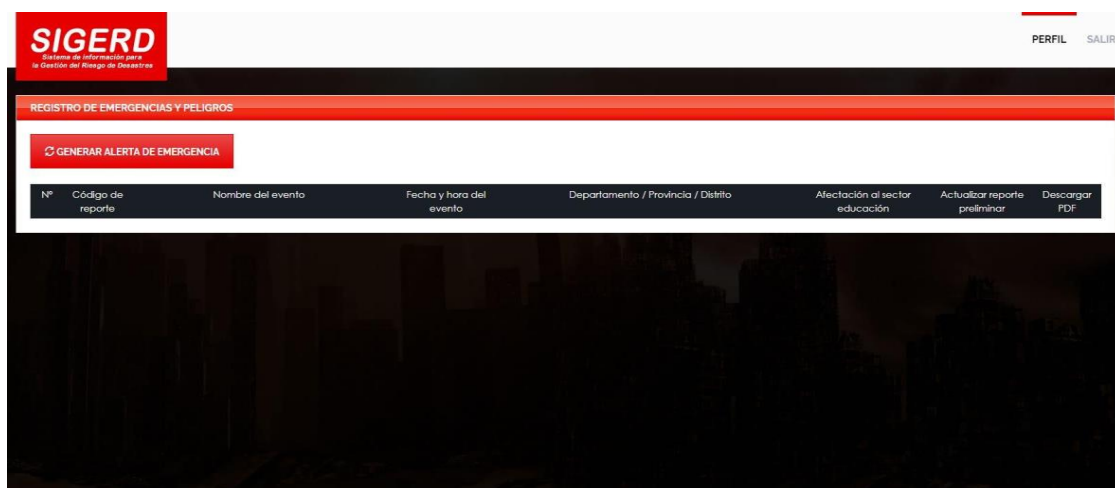 SIGERD
Sistema de información para
la Gestión del Riesgo de Desastres
PERFIL SALIR
REGISTRO DE EMERGENCIAS Y PELIGROS
GENERAR ALERTA DE EMERGENCIA
Nº Código de reporte Nombre del evento Fecha y hora del evento Departamento / Provincia / Distrito Afectación al sector educación Actualizar reporte preliminar Descargar PDF